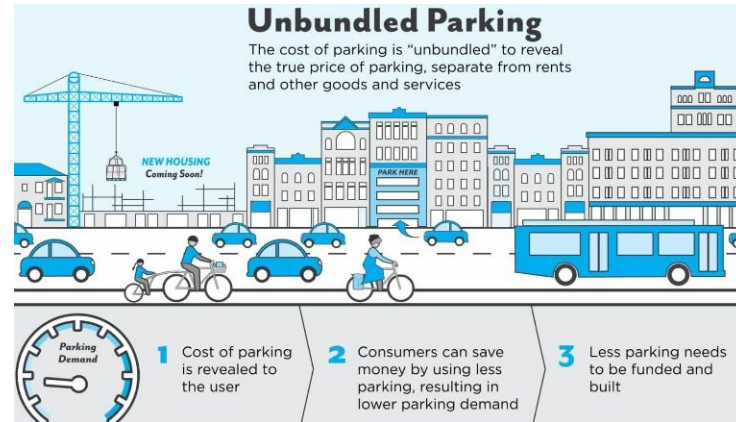 Unbundled Parking
The cost of parking is “unbundled” to reveal
the true price of parking, separate from rents
and other goods and services
NEW HOUSING
Coming Soon!
PARK HERE
Parking
Demand
1 Cost of parking
is revealed to
the user
2 Consumers can save
money by using less
parking, resulting in
lower parking demand
3 Less parking needs
to be funded and
built